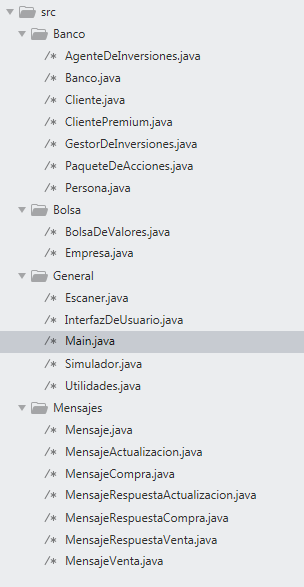 src
Banco
/* AgenteDeInversiones.java
/* Banco.java
/* Cliente.java
/* ClientePremium.java
/* GestorDeInversiones.java
/* PaqueteDeAcciones.java
/* Persona.java
Bolsa
/* BolsaDeValores.java
/* Empresa.java
General
/* Escaner.java
/* InterfazDeUsuario.java
/* Main.java
/* Simulador.java
/* Utilidades.java
Mensajes
/* Mensaje.java
/* MensajeActualizacion.java
/* MensajeCompra.java
/* MensajeRespuestaActualizacion.java
/* MensajeRespuestaCompra.java
/* MensajeRespuestaVenta.java
/* MensajeVenta.java